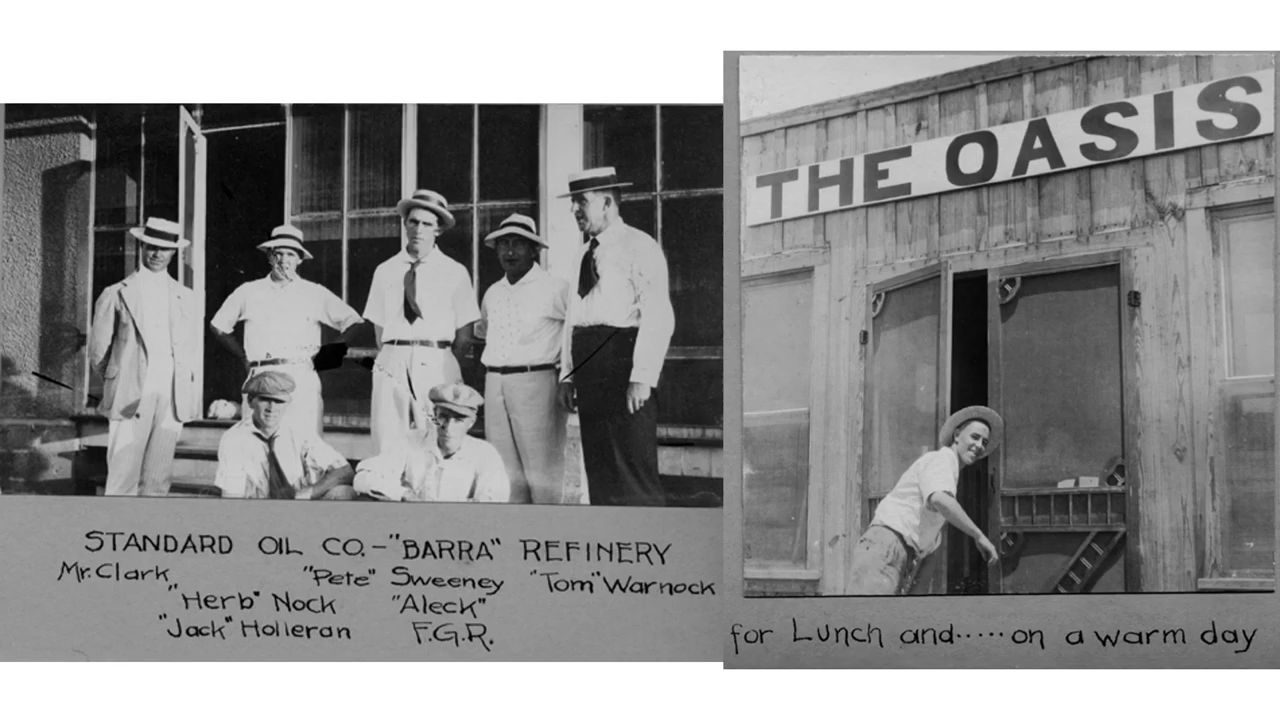 STANDARD OIL CO.-"BARRA" REFINERY
Mr. Clark "Pete" Sweeney "Tom" Warnock
"Herb" Nock "Aleck"
"Jack" Holleran F.G.R.
THE OASIS
for Lunch and.....on a warm day